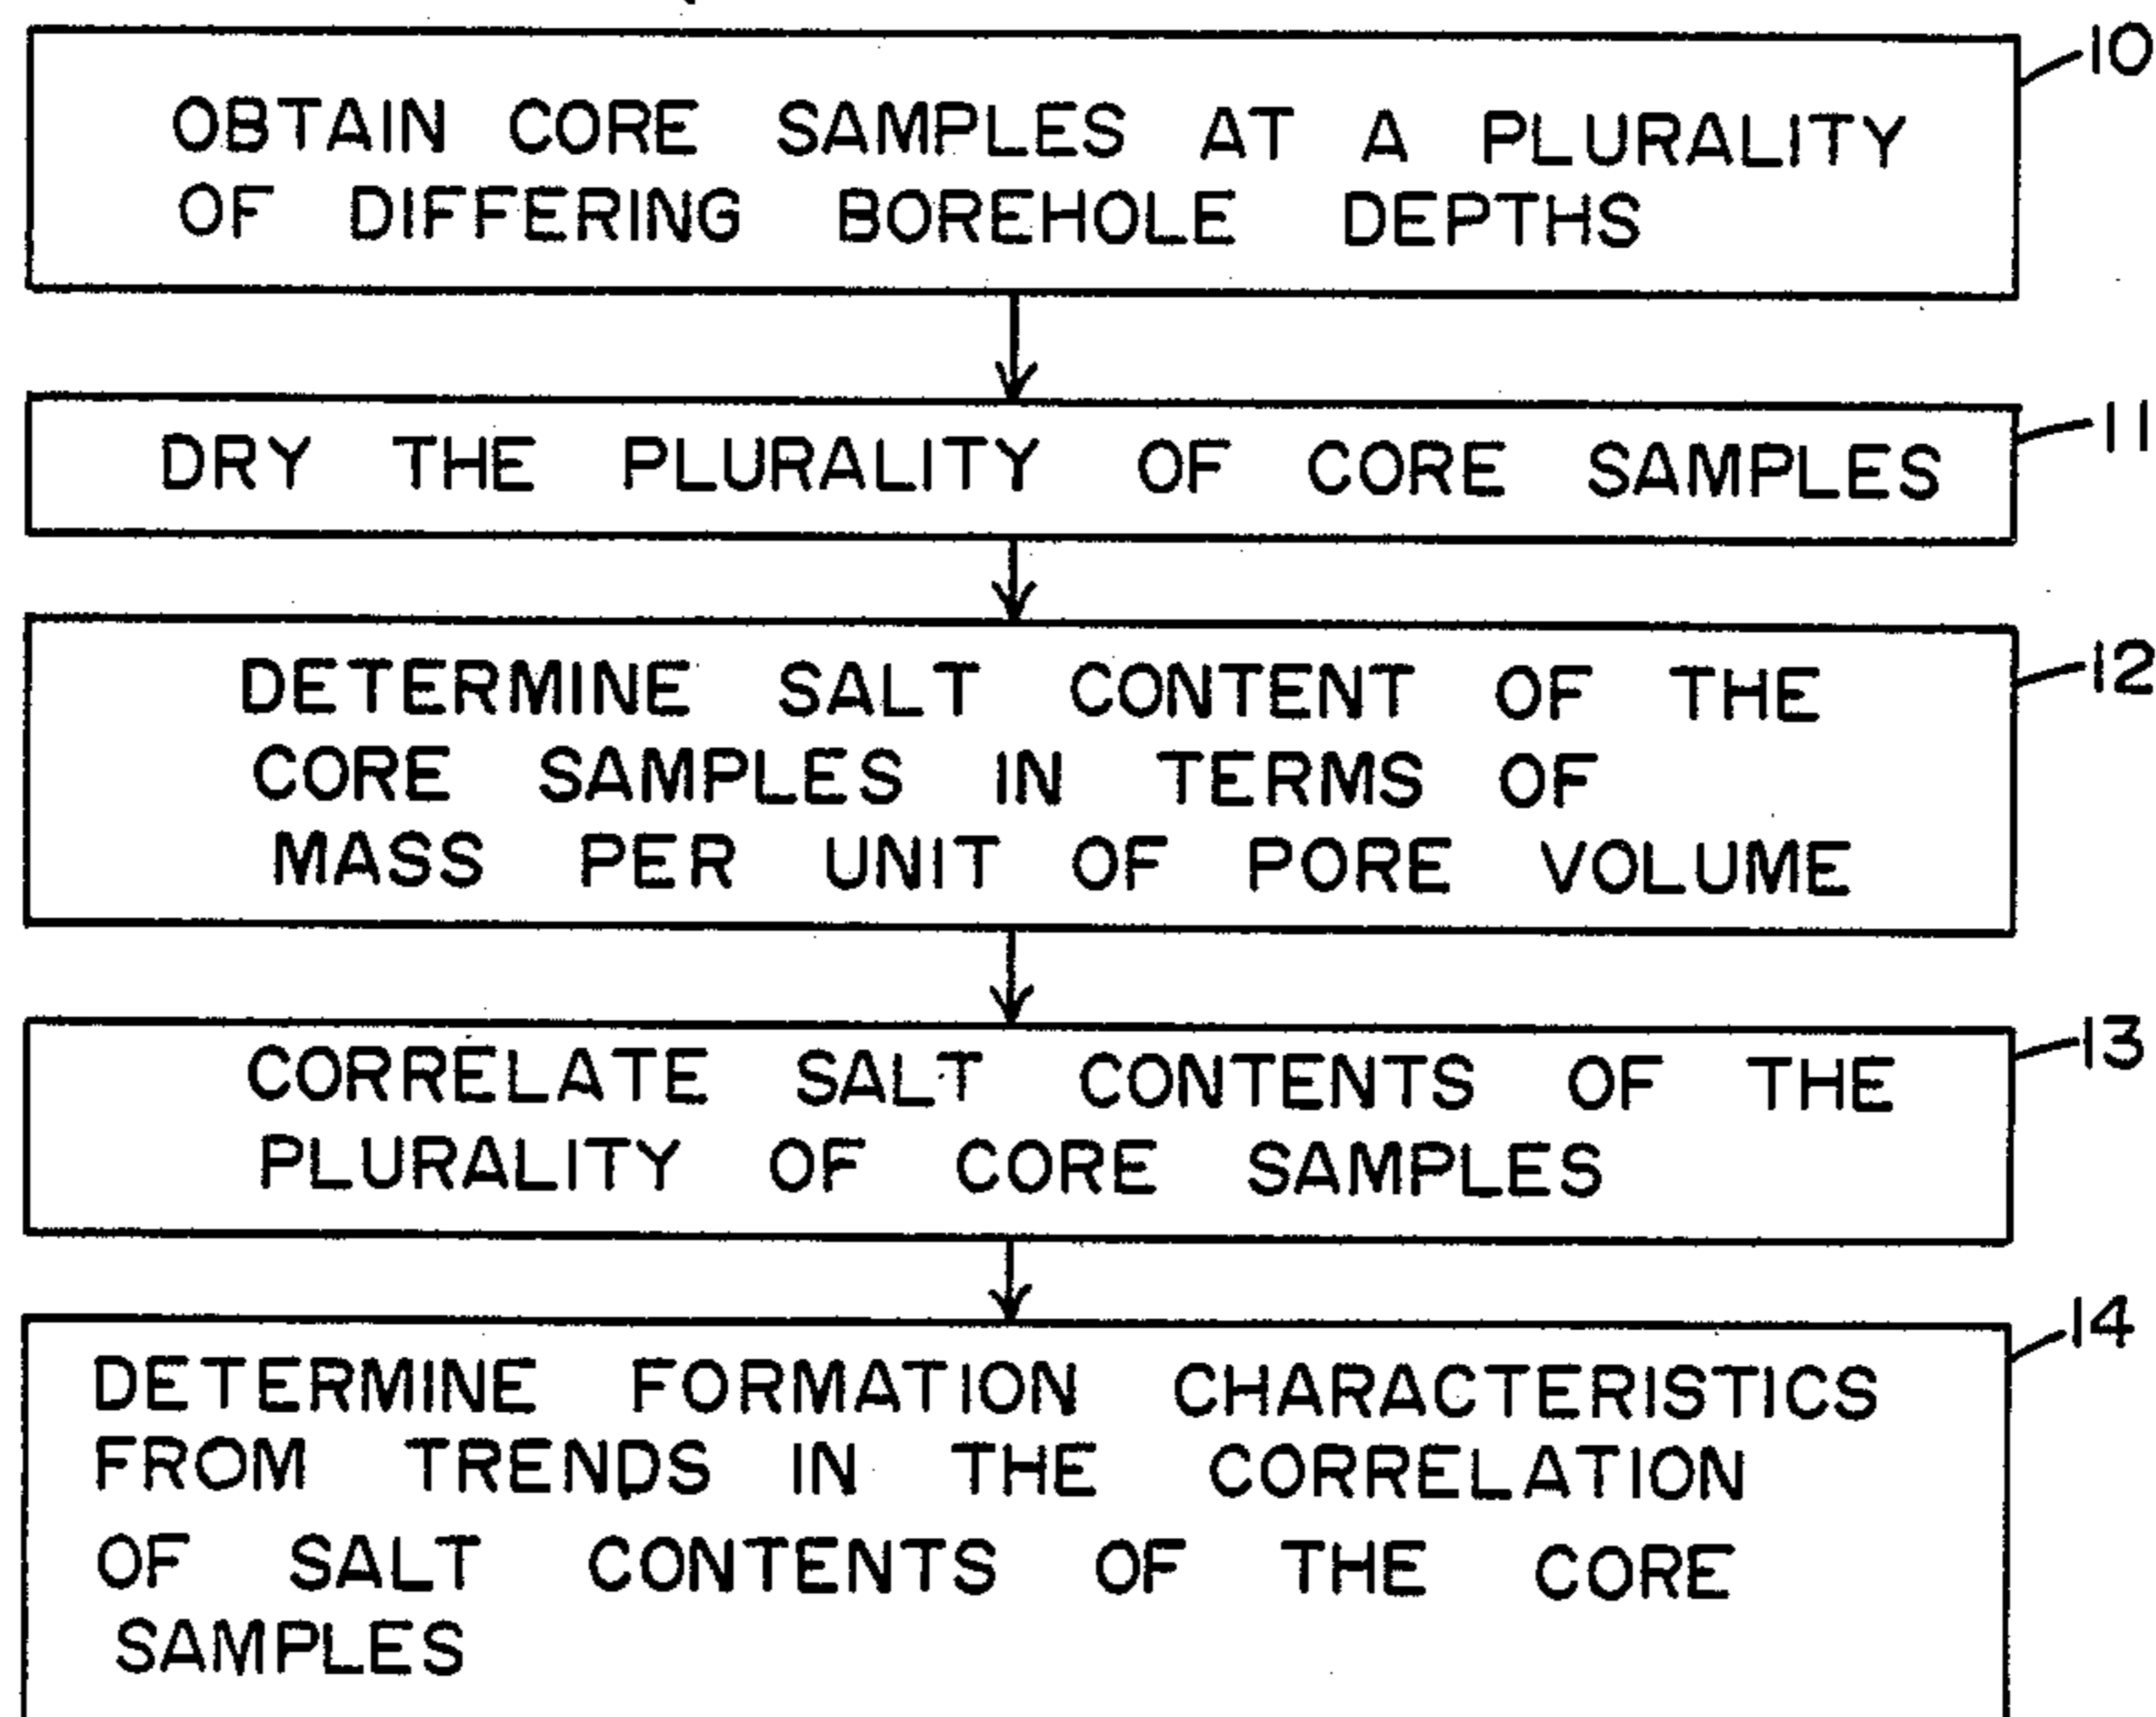 10
OBTAIN CORE SAMPLES AT A PLURALITY
OF DIFFERING BOREHOLE DEPTHS
11
DRY THE PLURALITY OF CORE SAMPLES
12
DETERMINE SALT CONTENT OF THE
CORE SAMPLES IN TERMS OF
MASS PER UNIT OF PORE VOLUME
13
CORRELATE SALT CONTENTS OF THE
PLURALITY OF CORE SAMPLES
14
DETERMINE FORMATION CHARACTERISTICS
FROM TRENDS IN THE CORRELATION
OF SALT CONTENTS OF THE CORE
SAMPLES